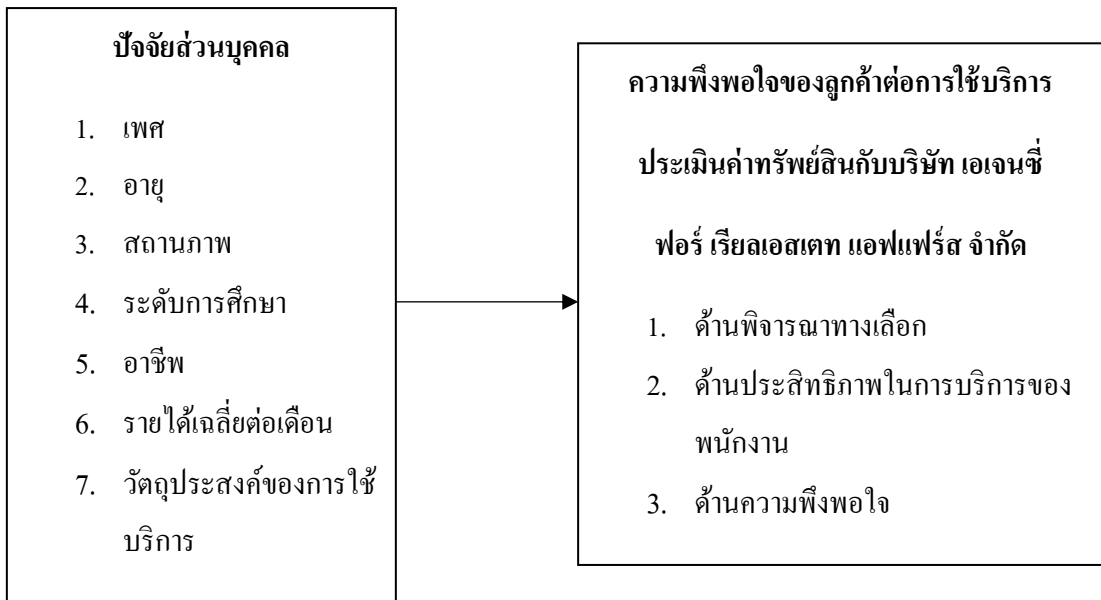 ปัจจัยส่วนบุคคล
1. เพศ
2. อายุ
3. สถานภาพ
4. ระดับการศึกษา
5. อาชีพ
6. รายได้เฉลี่ยต่อเดือน
7. วัตถุประสงค์ของการใช้
บริการ
ความพึงพอใจของลูกค้าต่อการใช้บริการ
ประเมินค่าทรัพย์สินกับบริษัท เอเจนซี่
ฟอร์ เรียลเอสเตท แอฟแฟร์ส จำกัด
1. ด้านพิจารณาทางเลือก
2. ด้านประสิทธิภาพในการบริการของ
พนักงาน
3. ด้านความพึงพอใจ